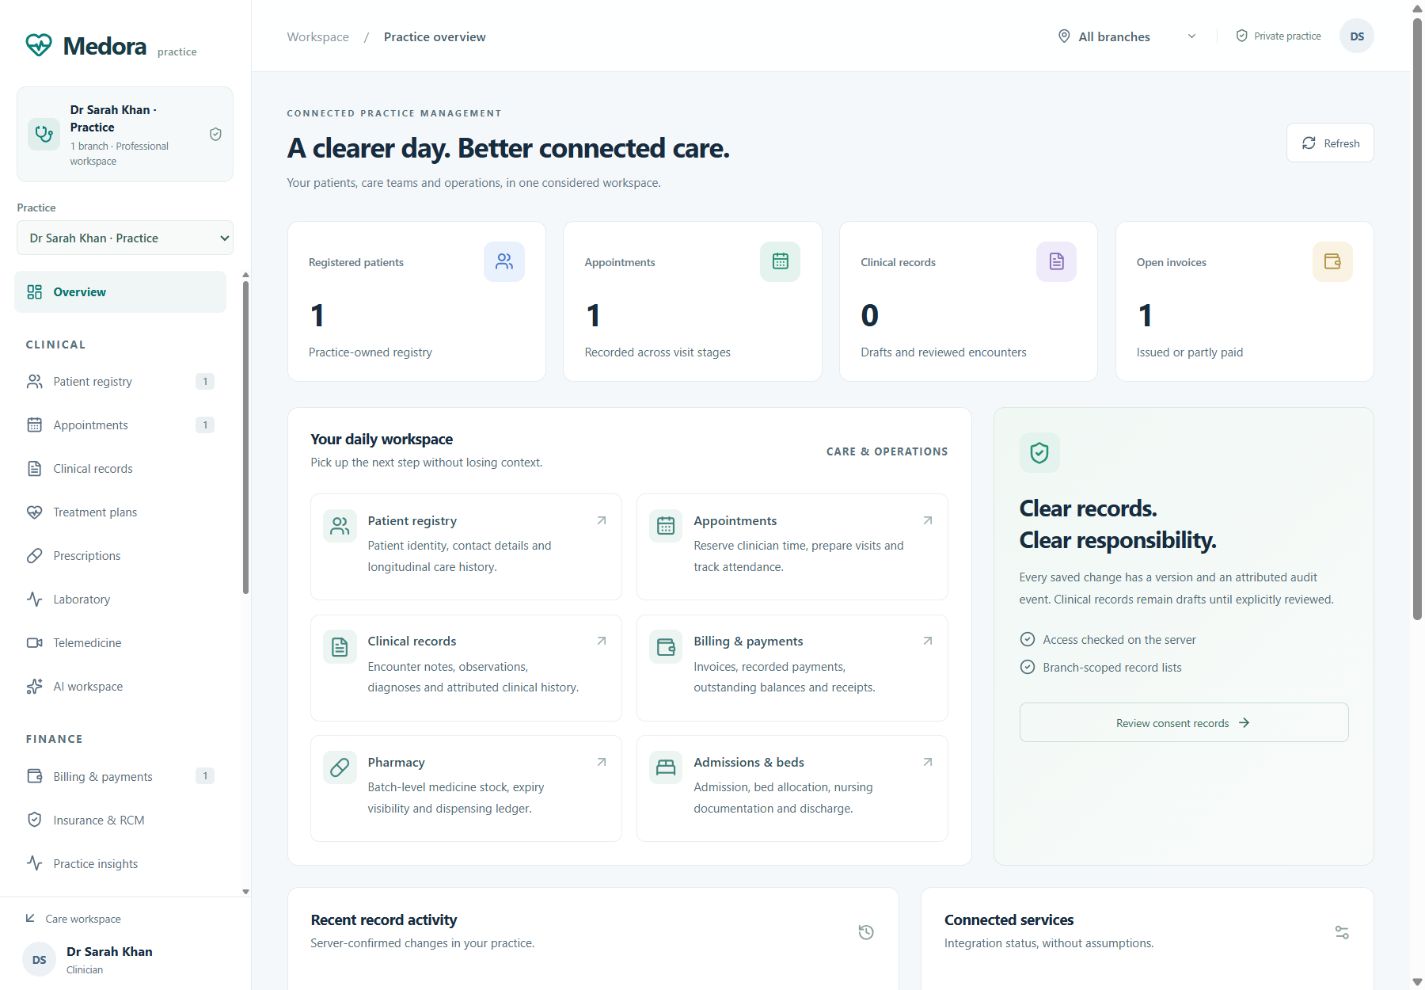 Medora practice
Dr Sarah Khan ·
Practice
1 branch · Professional
workspace
Practice
Dr Sarah Khan · Practice
Overview
CLINICAL
Patient registry 1
Appointments 1
Clinical records
Treatment plans
Prescriptions
Laboratory
Telemedicine
AI workspace
FINANCE
Billing & payments 1
Insurance & RCM
Practice insights
Care workspace
DS
Dr Sarah Khan
Clinician
Workspace / Practice overview
All branches
Private practice
DS
CONNECTED PRACTICE MANAGEMENT
A clearer day. Better connected care.
Your patients, care teams and operations, in one considered workspace.
Refresh
Registered patients
1
Practice-owned registry
Appointments
1
Recorded across visit stages
Clinical records
0
Drafts and reviewed encounters
Open invoices
1
Issued or partly paid
Your daily workspace
Pick up the next step without losing context.
CARE & OPERATIONS
Patient registry
Patient identity, contact details and
longitudinal care history.
Appointments
Reserve clinician time, prepare visits and
track attendance.
Clinical records
Encounter notes, observations,
diagnoses and attributed clinical history.
Billing & payments
Invoices, recorded payments,
outstanding balances and receipts.
Pharmacy
Batch-level medicine stock, expiry
visibility and dispensing ledger.
Admissions & beds
Admission, bed allocation, nursing
documentation and discharge.
Clear records.
Clear responsibility.
Every saved change has a version and an attributed audit
event. Clinical records remain drafts until explicitly reviewed.
Access checked on the server
Branch-scoped record lists
Review consent records
Recent record activity
Server-confirmed changes in your practice.
Connected services
Integration status, without assumptions.